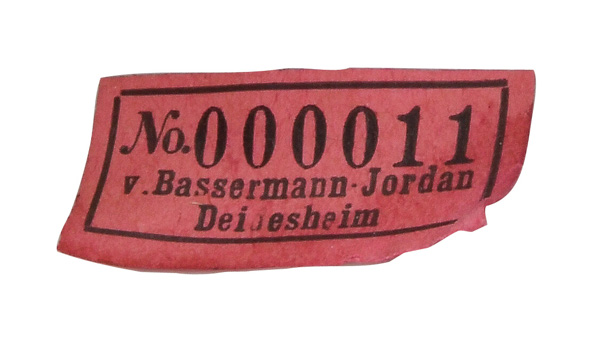 No. 000011
v. Bassermann-Jordan
Deidesheim